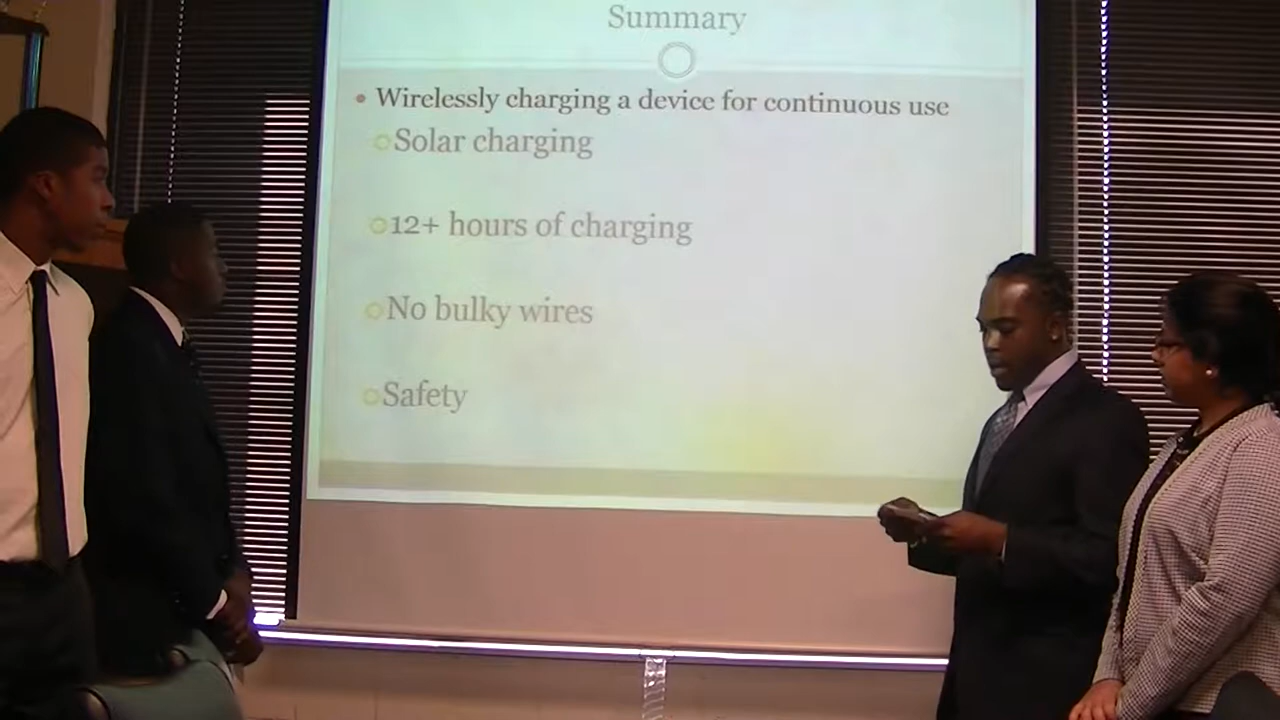 Summary
Wirelessly charging a device for continuous use
Solar charging
12+ hours of charging
No bulky wires
Safety